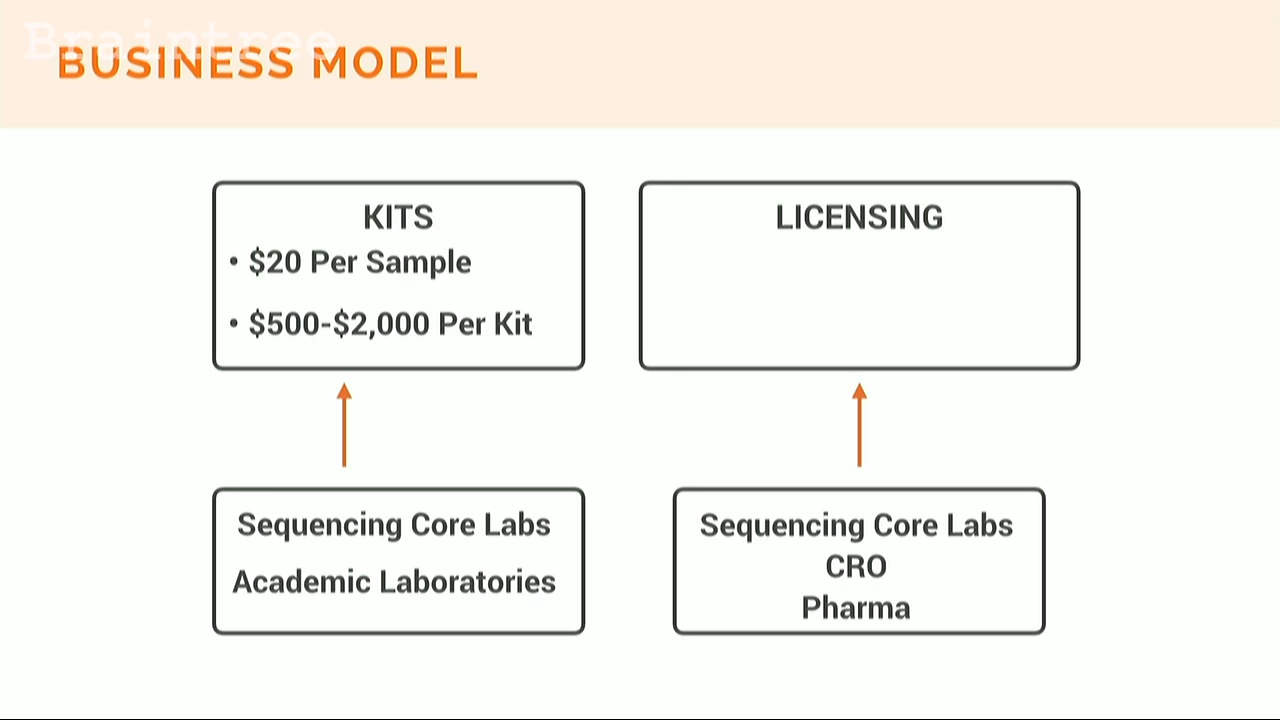 Braintree
BUSINESS MODEL
KITS
• $20 Per Sample
• $500-$2,000 Per Kit
LICENSING
Sequencing Core Labs
Academic Laboratories
Sequencing Core Labs
CRO
Pharma